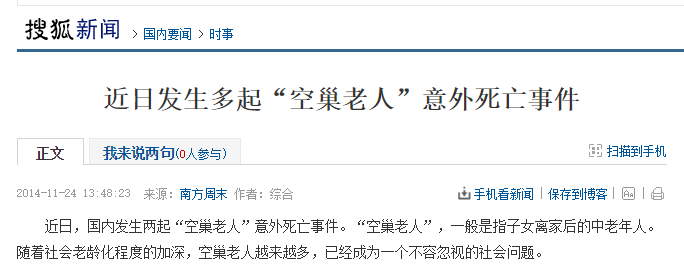 搜狐新闻 > 国内要闻 > 时事
近日发生多起“空巢老人”意外死亡事件
正文 我来说两句(0人参与) 扫描到手机
2014-11-24 13:48:23 来源：南方周末 作者：综合 手机看新闻 保存到博客 Aa
近日，国内发生两起“空巢老人”意外死亡事件。“空巢老人”，一般是指子女离家后的中老年人。
随着社会老龄化程度的加深，空巢老人越来越多，已经成为一个不容忽视的社会问题。